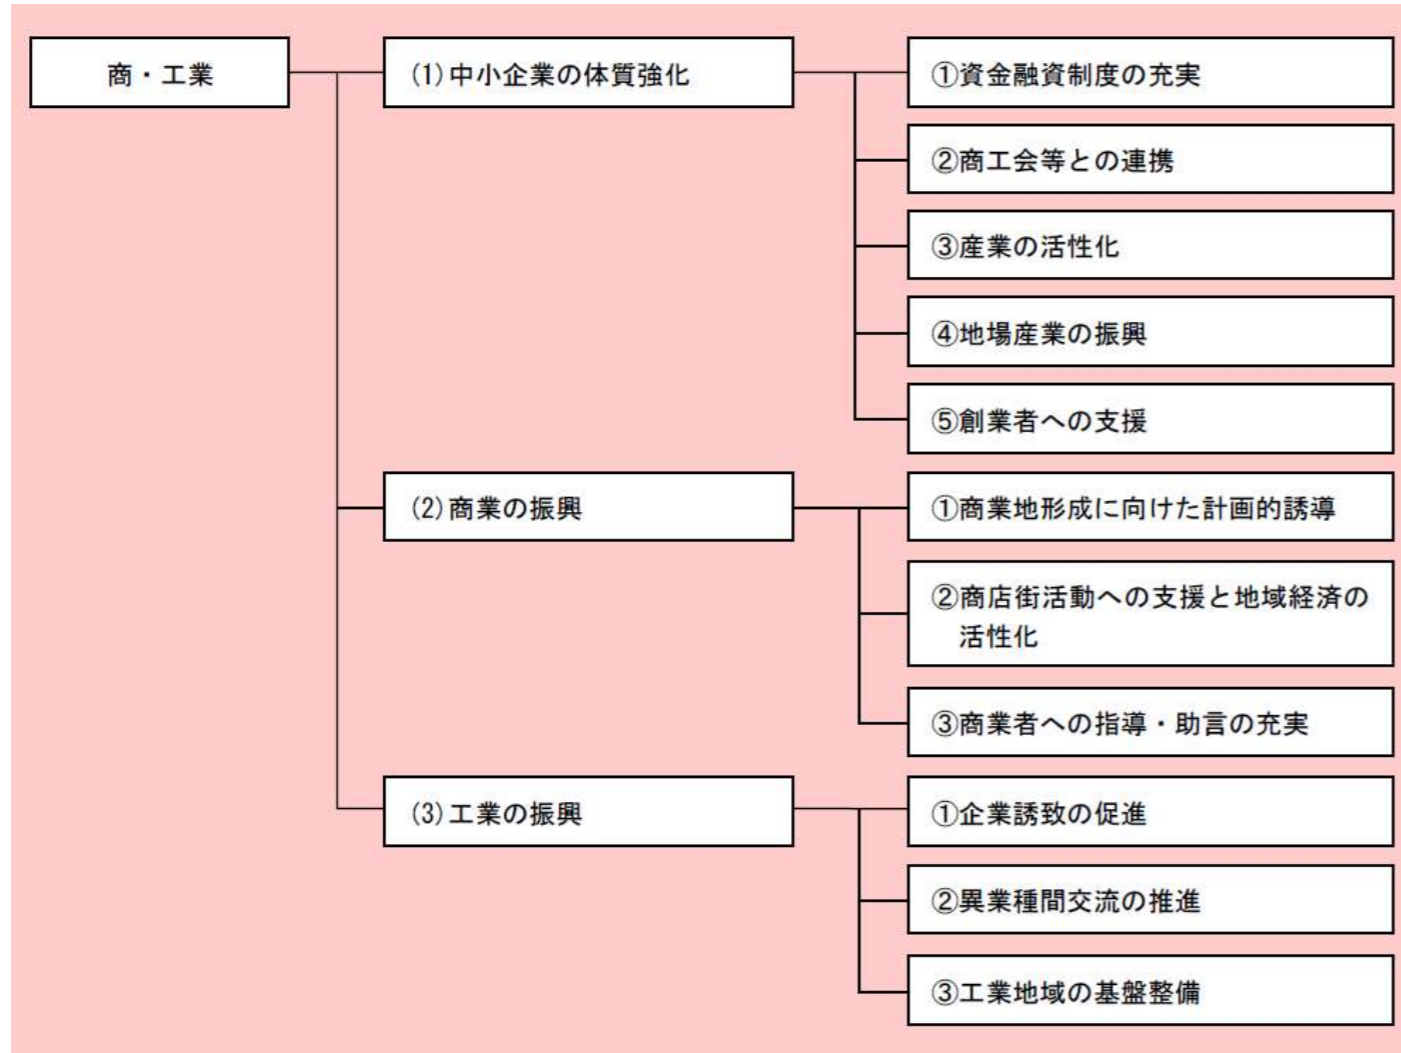 商・工業
(1)中小企業の体質強化
①資金融資制度の充実
②商工会等との連携
③産業の活性化
④地場産業の振興
⑤創業者への支援
(2)商業の振興
①商業地形成に向けた計画的誘導
②商店街活動への支援と地域経済の
活性化
③商業者への指導・助言の充実
(3)工業の振興
①企業誘致の促進
②異業種間交流の推進
③工業地域の基盤整備